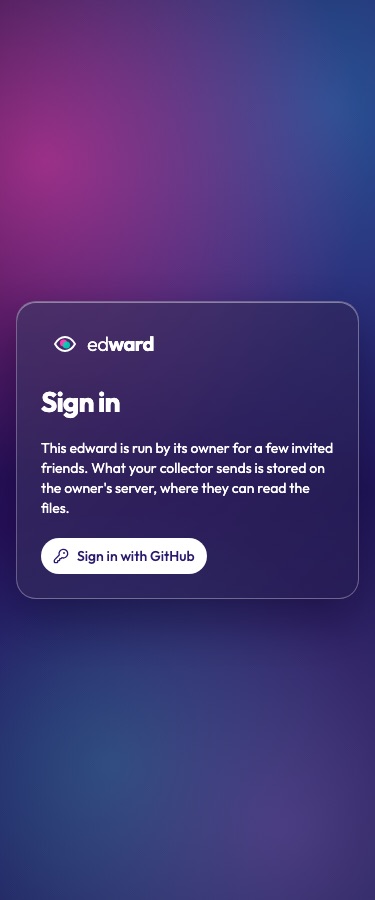 edward
Sign in
This edward is run by its owner for a few invited
friends. What your collector sends is stored on
the owner's server, where they can read the
files.
Sign in with GitHub